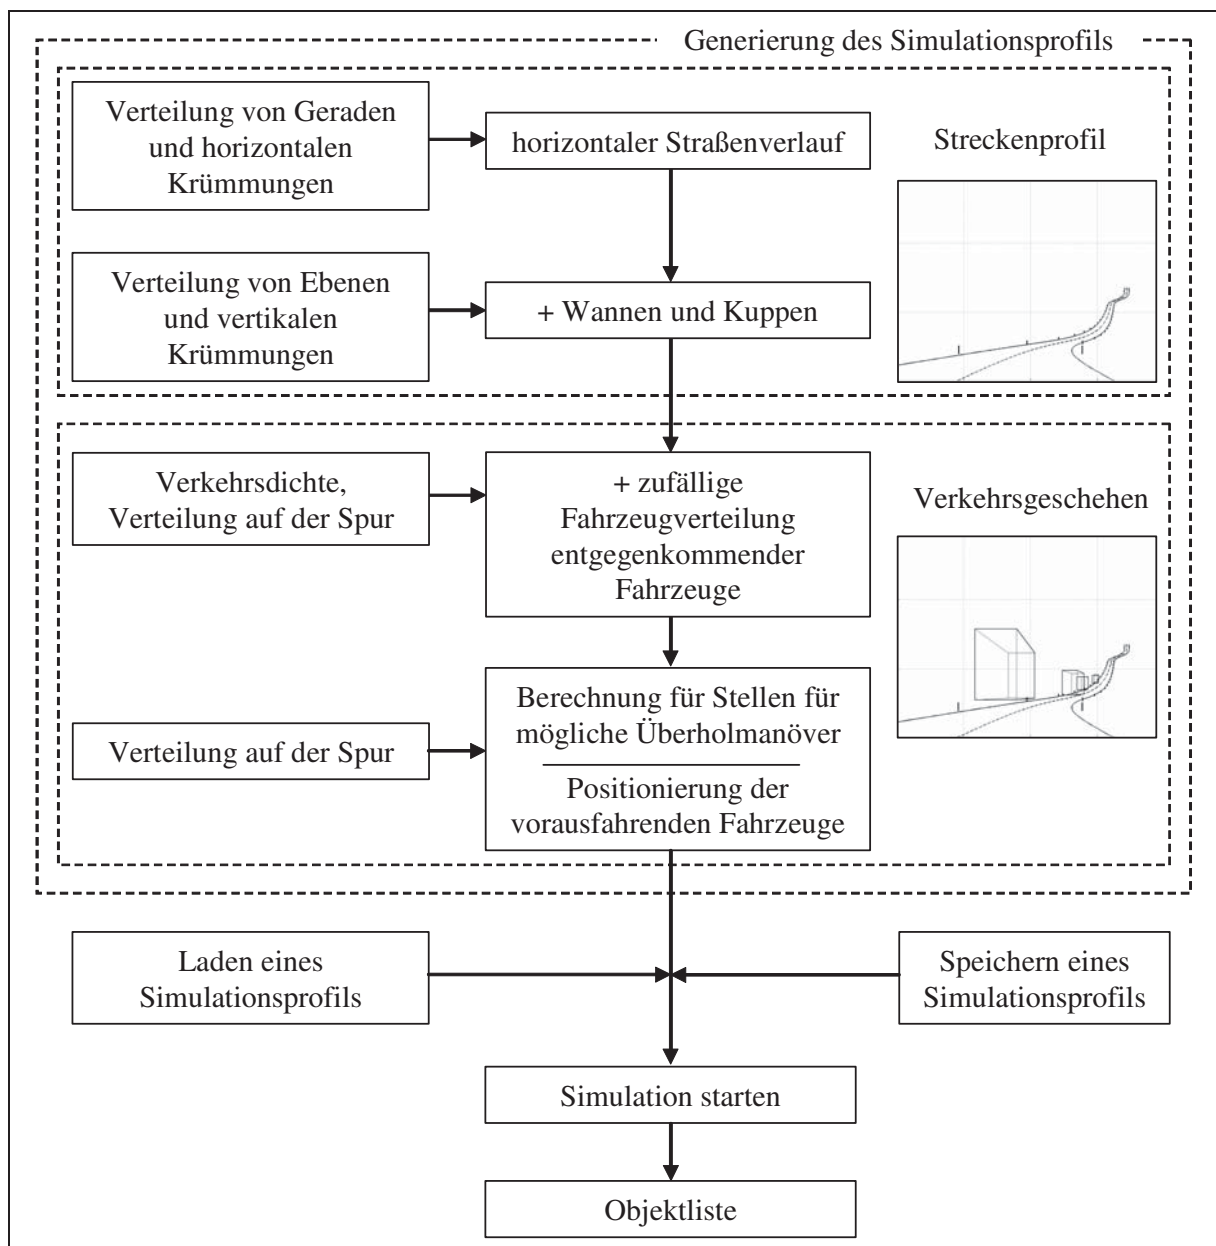 Generierung des Simulationsprofils
Verteilung von Geraden
und horizontalen
Krümmungen
horizontaler Straßenverlauf
Streckenprofil
Verteilung von Ebenen
und vertikalen
Krümmungen
+ Wannen und Kuppen
Verkehrsdichte,
Verteilung auf der Spur
+ zufällige
Fahrzeugverteilung
entgegenkommender
Fahrzeuge
Verkehrsgeschehen
Verteilung auf der Spur
Berechnung für Stellen für
mögliche Überholmanöver
Positionierung der
vorausfahrenden Fahrzeuge
Laden eines
Simulationsprofils
Speichern eines
Simulationsprofils
Simulation starten
Objektliste